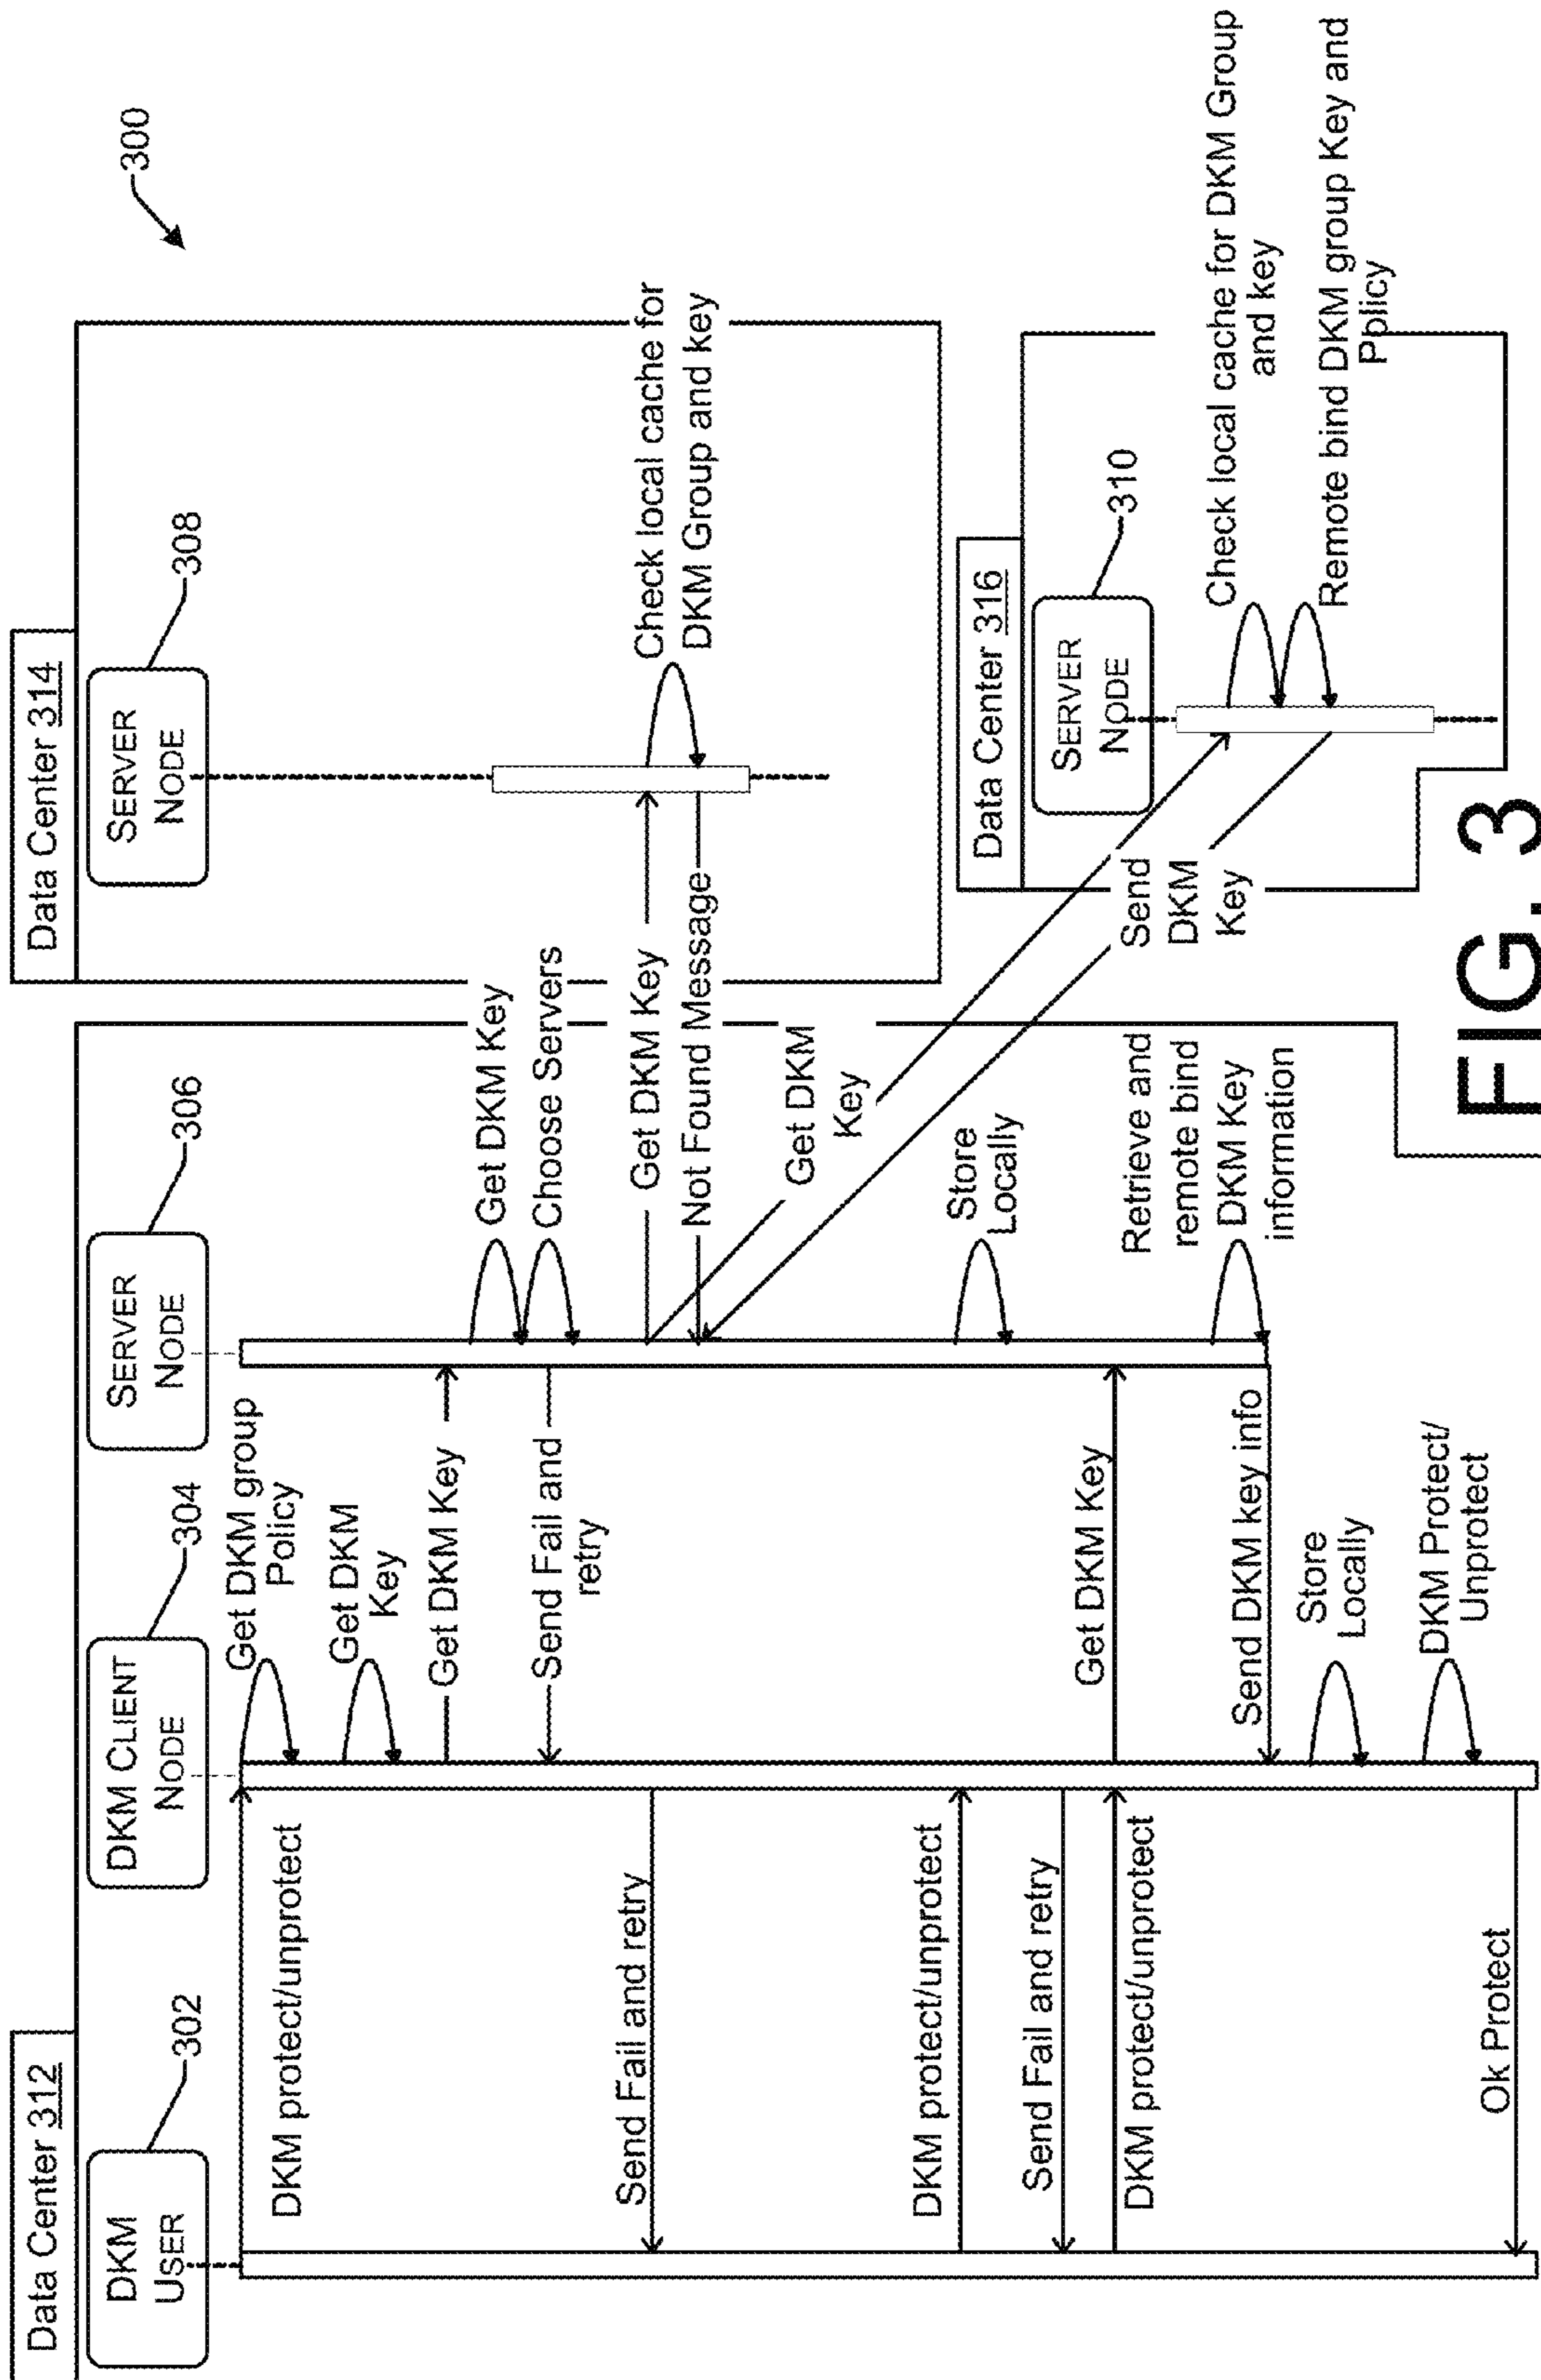 300
Data Center 312
DKM
USER
302
DKM CLIENT
NODE
304
SERVER
NODE
306
Data Center 314
SERVER
NODE
308
DKM protect/unprotect
Get DKM group
Policy
Get DKM
Key
Get DKM Key
Get DKM Key
Choose Servers
Send Fail and
retry
Send Fail and retry
Get DKM Key
Check local cache for
DKM Group and key
Not Found Message
Get DKM
Key
Data Center 316
SERVER
NODE
310
Check local cache for DKM Group
and key
Remote bind DKM group Key and
Policy
Send
DKM
Key
Store
Locally
DKM protect/unprotect
Send Fail and retry
DKM protect/unprotect
Get DKM Key
Retrieve and
remote bind
DKM Key
information
Send DKM key info
Store
Locally
DKM Protect/
Unprotect
Ok Protect
FIG. 3